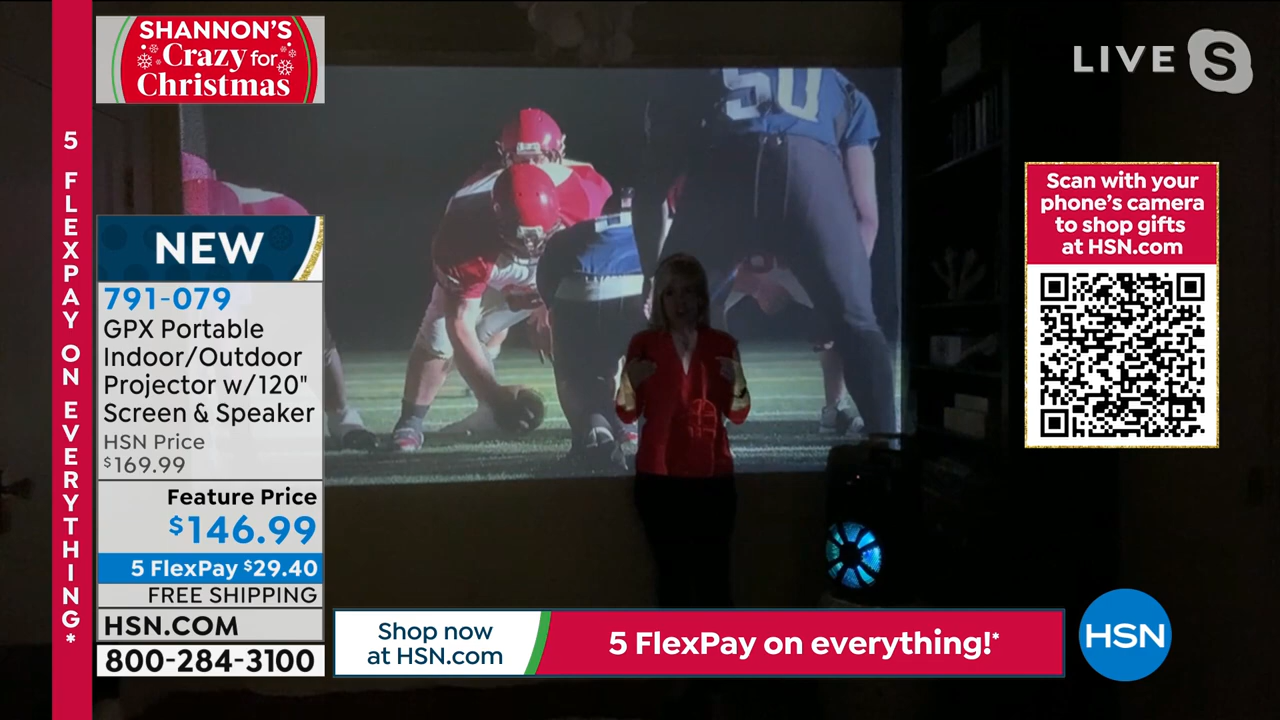 SHANNON'S
Crazy for
Christmas
LIVE S
5 FLEXPAY ON EVERYTHING*
NEW
791-079
GPX Portable
Indoor/Outdoor
Projector w/120"
Screen & Speaker
HSN Price
$169.99
Feature Price
$146.99
5 FlexPay $29.40
FREE SHIPPING
HSN.COM
800-284-3100
50
Scan with your
phone's camera
to shop gifts
at HSN.com
Shop now
at HSN.com
5 FlexPay on everything!*
HSN